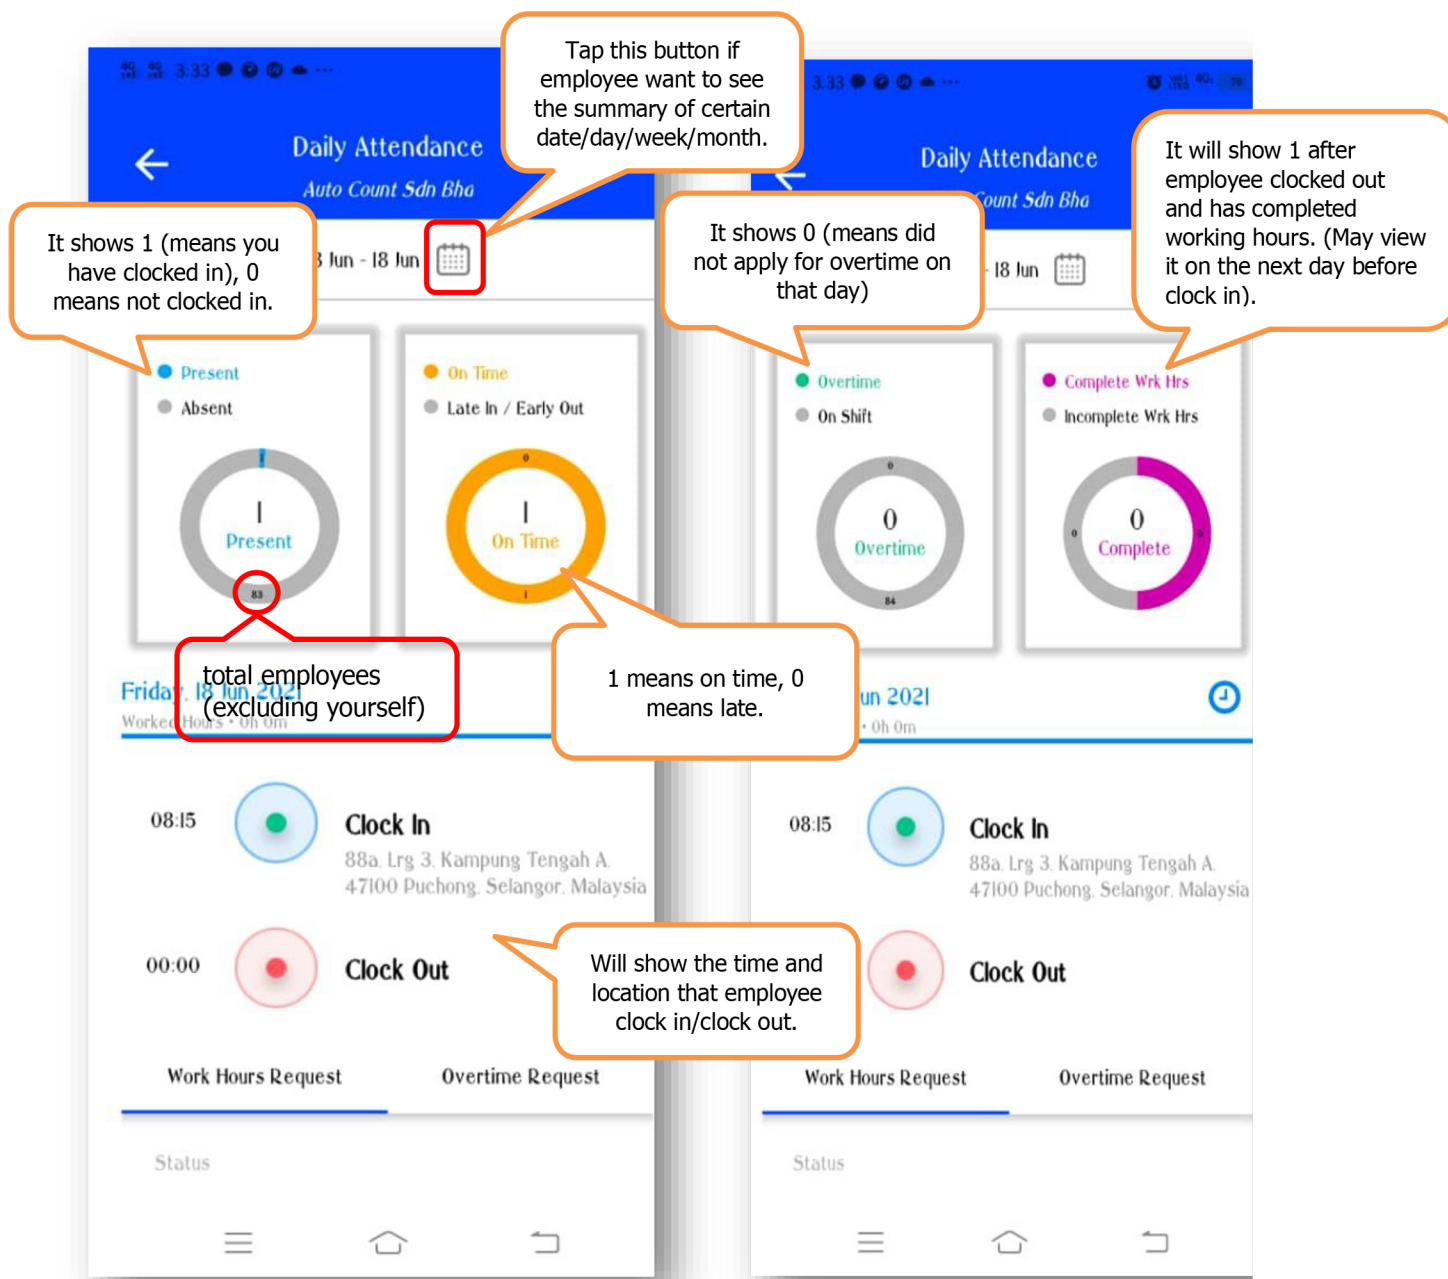 Tap this button if
employee want to see
the summary of certain
date/day/week/month.
3:33
Daily Attendance
Auto Count Sdn Bhd
It shows 1 (means you
have clocked in), 0
means not clocked in.
Jun - 18 Jun
Present
Absent
1
Present
83
On Time
Late In / Early Out
0
1
On Time
1
total employees
(excluding yourself)
Friday, 18 Jun 2021
Worked Hours • 0h 0m
1 means on time, 0
means late.
08:15
Clock In
88a, Lrg 3, Kampung Tengah A,
47100 Puchong, Selangor, Malaysia
00:00
Clock Out
Will show the time and
location that employee
clock in/clock out.
Work Hours Request
Overtime Request
Status
3:33
Daily Attendance
Count Sdn Bhd
It will show 1 after
employee clocked out
and has completed
working hours. (May view
it on the next day before
clock in).
It shows 0 (means did
not apply for overtime on
that day)
- 18 Jun
Overtime
On Shift
0
0
Overtime
84
Complete Wrk Hrs
Incomplete Wrk Hrs
0
0
Complete
0
un 2021
• 0h 0m
08:15
Clock In
88a, Lrg 3, Kampung Tengah A,
47100 Puchong, Selangor, Malaysia
Clock Out
Work Hours Request
Overtime Request
Status